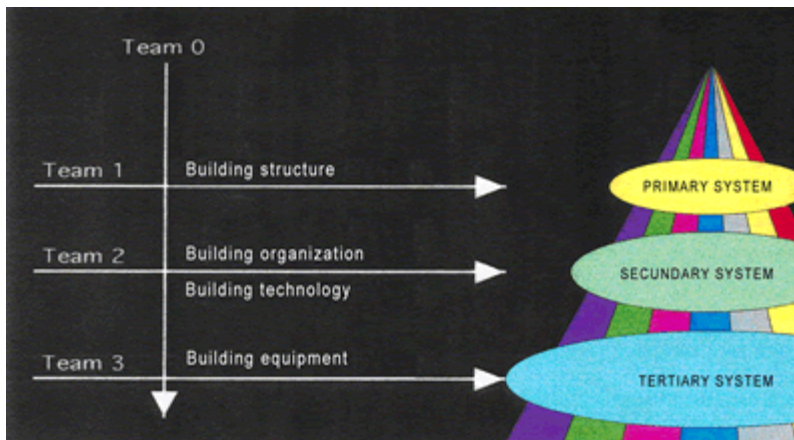 Team 0
Team 1
Building structure
PRIMARY SYSTEM
Team 2
Building organization
SECUNDARY SYSTEM
Building technology
Team 3
Building equipment
TERTIARY SYSTEM